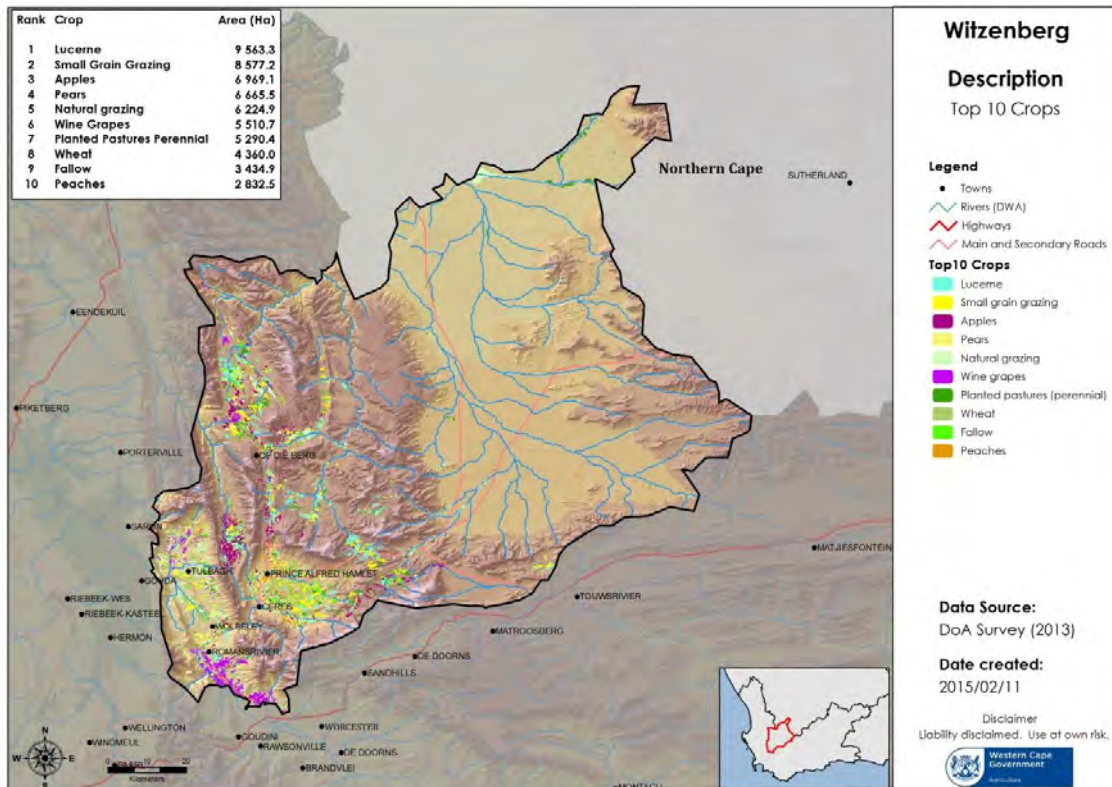 Rank Crop Area (Ha)
1 Lucerne 9 563.3
2 Small Grain Grazing 8 577.2
3 Apples 6 969.1
4 Pears 6 665.5
5 Natural grazing 6 224.9
6 Wine Grapes 5 510.7
7 Planted Pastures Perennial 5 290.4
8 Wheat 4 360.0
9 Fallow 3 434.9
10 Peaches 2 832.5
Northern Cape
SUTHERLAND
EENDEKUIL
PIKETBERG
PORTERVILLE
OP DIE BERG
SARON
MATJIESFONTEIN
TULBAGH
PRINCE ALFRED HAMLET
GOUDA
RIEBEEK-WES
TOUWSRIVIER
CERES
RIEBEEK-KASTEEL
WOLSELEY
MATROOSBERG
HERMON
ROMANSRIVIER
DE DOORNS
SANDHILLS
WELLINGTON
WORCESTER
GOUDINI
WINDMEUL
RAWSONVILLE
DE DOORNS
PAARL
BRANDVLEI
MONTAGU
N
W E
S
0 10 20
Kilometers
Witzenberg
Description
Top 10 Crops
Legend
Towns
Rivers (DWA)
Highways
Main and Secondary Roads
Top10 Crops
Lucerne
Small grain grazing
Apples
Pears
Natural grazing
Wine grapes
Planted pastures (perennial)
Wheat
Fallow
Peaches
Data Source:
DoA Survey (2013)
Date created:
2015/02/11
Disclaimer
Liability disclaimed. Use at own risk.
Western Cape
Government
Agriculture